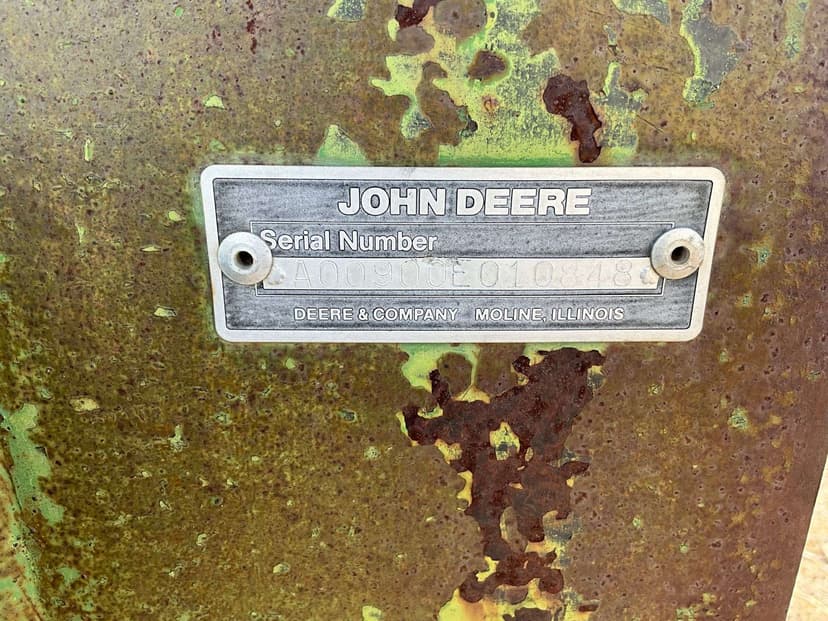 JOHN DEERE
Serial Number
A00900E010848
DEERE & COMPANY MOLINE, ILLINOIS